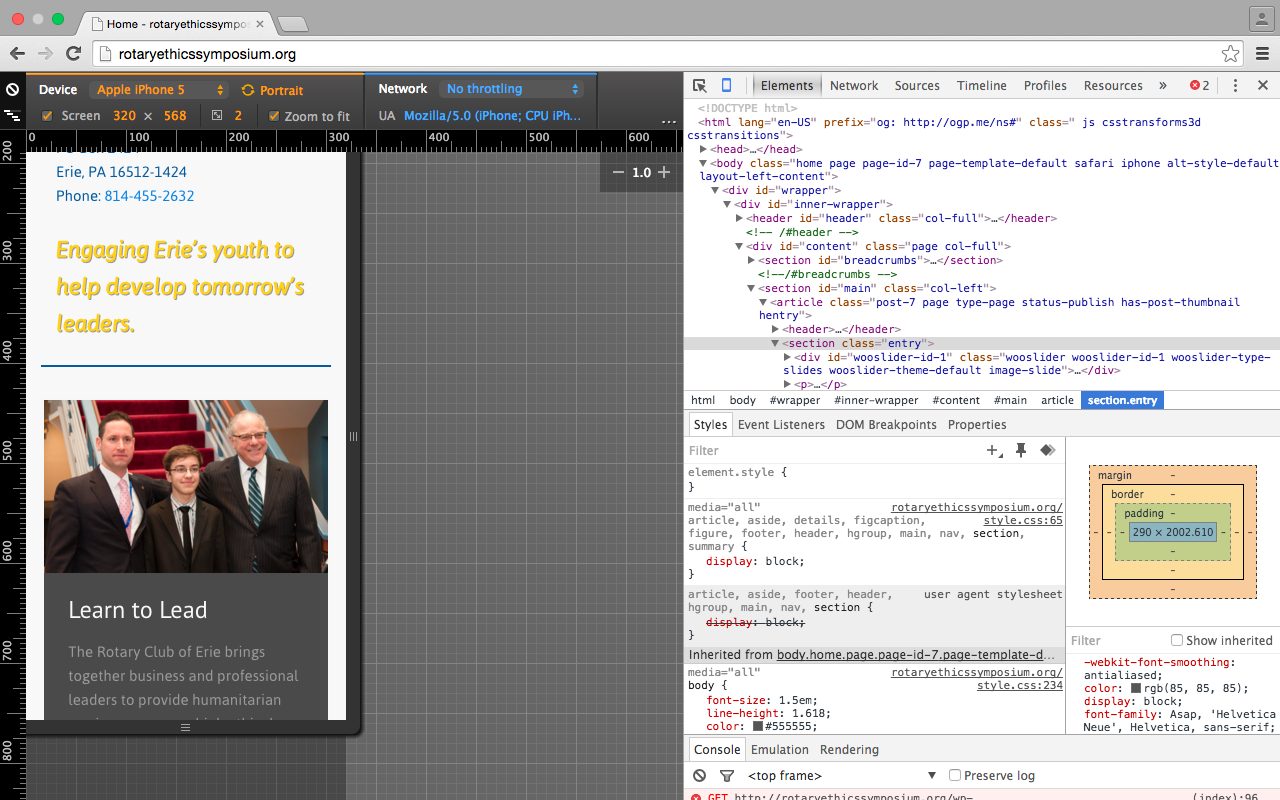 Home - rotaryethicssympo
rotaryethicssymposium.org
Device Apple iPhone 5 Portrait
Screen 320 × 568 2 Zoom to fit
Network No throttling
UA Mozlla/5.0 (iPhone; CPU iPh...
...
Elements Network Sources Timeline Profiles Resources » 2
0 100 200 300 400 500 600
200
300
400
500
600
700
800
− 1.0 +
Erie, PA 16512-1424
Phone: 814-455-2632
Engaging Erie’s youth to
help develop tomorrow’s
leaders.
Learn to Lead
The Rotary Club of Erie brings
together business and professional
leaders to provide humanitarian
<!DOCTYPE html>
<html lang="en-US" prefix="og: http://ogp.me/ns#" class=" js csstransforms3d
csstransitions">
<head>…</head>
<body class="home page page-id-7 page-template-default safari iphone alt-style-default
layout-left-content">
<div id="wrapper">
<div id="inner-wrapper">
<header id="header" class="col-full">…</header>
<!-- /#header -->
<div id="content" class="page col-full">
<section id="breadcrumbs">…</section>
<!--/#breadcrumbs -->
<section id="main" class="col-left">
<article class="post-7 page type-page status-publish has-post-thumbnail
hentry">
<header>…</header>
<section class="entry">
<div id="wooslider-id-1" class="wooslider wooslider-id-1 wooslider-type-
slides wooslider-theme-default image-slide">…</div>
<p>…</p>
html body #wrapper #inner-wrapper #content #main article section.entry
Styles Event Listeners DOM Breakpoints Properties
Filter
element.style {
}
media="all" rotaryethicssymposium.org/
article, aside, details, figcaption, style.css:65
figure, footer, header, hgroup, main, nav, section,
summary {
display: block;
}
article, aside, footer, header, user agent stylesheet
hgroup, main, nav, section {
display: block;
}
Inherited from body.home.page.page-id-7.page-template-d…
media="all" rotaryethicssymposium.org/
body { style.css:234
font-size: 1.5em;
line-height: 1.618;
color: #555555;
margin -
border -
padding -
- - - 290 × 2002.610 - - -
-
-
-
Filter Show inherited
-webkit-font-smoothing:
antialiased;
color: rgb(85, 85, 85);
display: block;
font-family: Asap, 'Helvetica
Neue', Helvetica, sans-serif;
Console Emulation Rendering
<top frame> Preserve log
GET http://rotaryethicssymposium.org/wp- (index):96